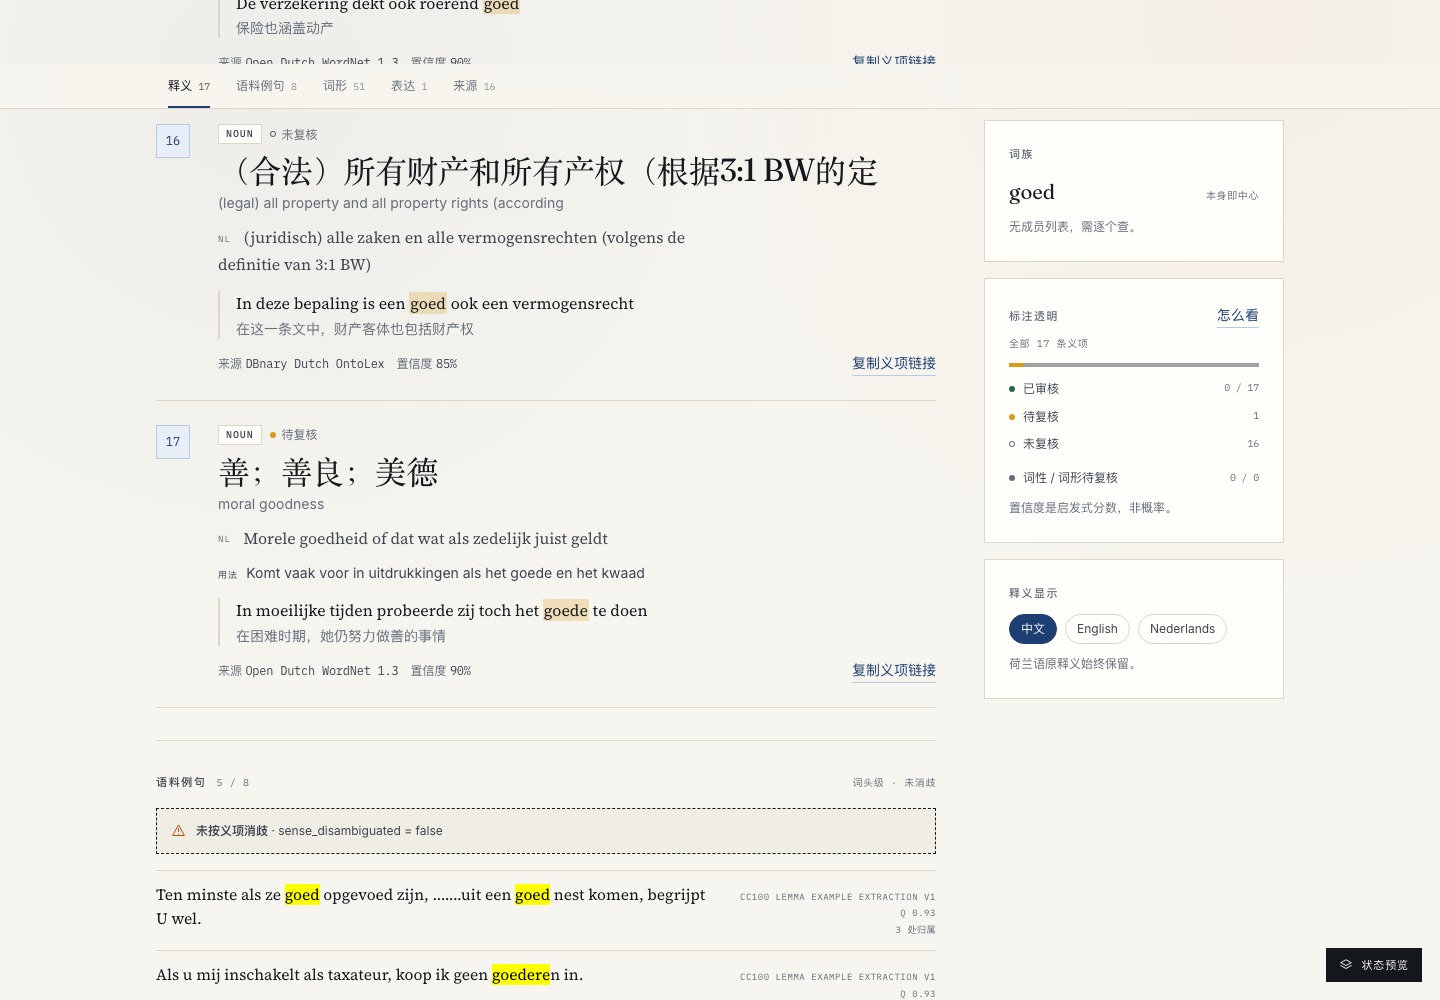 De verzekering dekt ook roerend goed
保险也涵盖动产
来源 Open Dutch WordNet 1.3 置信度 90%
复制义项链接
释义 17 语料例句 8 词形 51 表达 1 来源 16
16
NOUN 未复核
（合法）所有财产和所有产权（根据3:1 BW的定
(legal) all property and all property rights (according
NL (juridisch) alle zaken en alle vermogensrechten (volgens de
definitie van 3:1 BW)
In deze bepaling is een goed ook een vermogensrecht
在这一条文中，财产客体也包括财产权
来源 DBnary Dutch OntoLex 置信度 85%
复制义项链接
17
NOUN 待复核
善；善良；美德
moral goodness
NL Morele goedheid of dat wat als zedelijk juist geldt
用法 Komt vaak voor in uitdrukkingen als het goede en het kwaad
In moeilijke tijden probeerde zij toch het goede te doen
在困难时期，她仍努力做善的事情
来源 Open Dutch WordNet 1.3 置信度 90%
复制义项链接
语料例句 5 / 8
词头级 · 未消歧
未按义项消歧 · sense_disambiguated = false
Ten minste als ze goed opgevoed zijn, .......uit een goed nest komen, begrijpt
U wel.
CC100 LEMMA EXAMPLE EXTRACTION V1
Q 0.93
3 处归属
Als u mij inschakelt als taxateur, koop ik geen goederen in.
CC100 LEMMA EXAMPLE EXTRACTION V1
Q 0.93
词族
goed 本身即中心
无成员列表，需逐个查。
标注透明 怎么看
全部 17 条义项
已审核 0 / 17
待复核 1
未复核 16
词性 / 词形待复核 0 / 0
置信度是启发式分数，非概率。
释义显示
中文 English Nederlands
荷兰语原释义始终保留。
状态预览